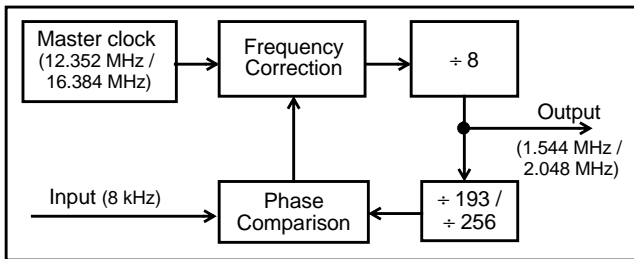 Master clock
(12.352 MHz /
16.384 MHz)
Frequency
Correction
÷ 8
Output
(1.544 MHz /
2.048 MHz)
Input (8 kHz)
Phase
Comparison
÷ 193 /
÷ 256